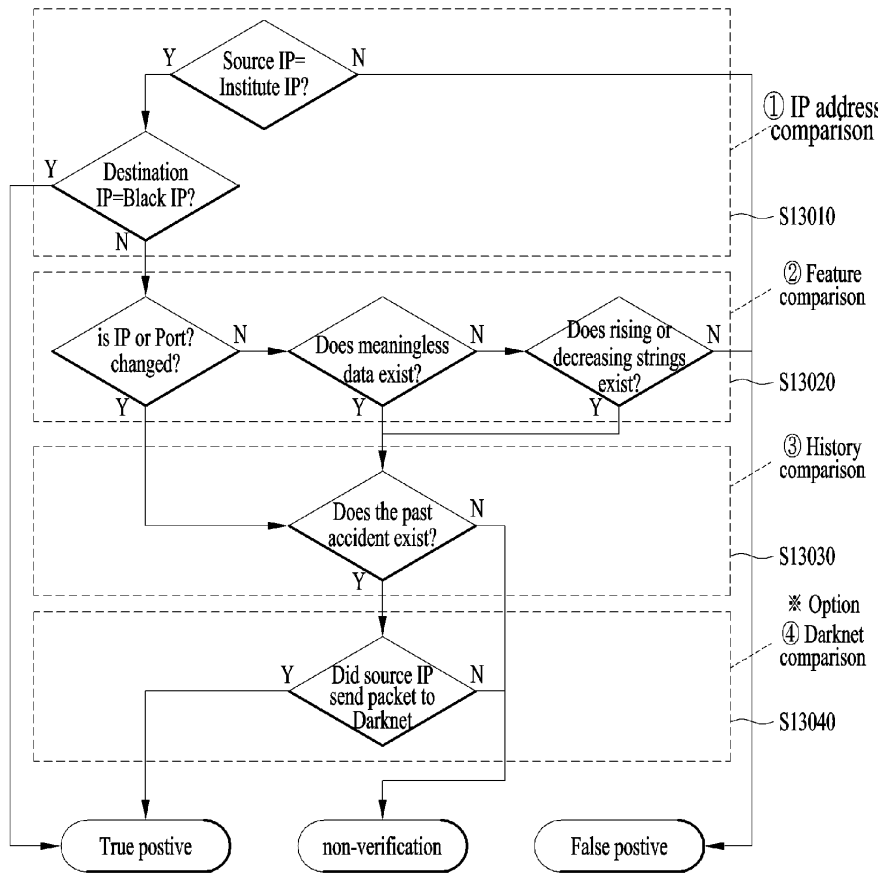 Y
Source IP=
Institute IP?
N
① IP address
comparison
Y
Destination
IP=Black IP?
N
S13010
② Feature
comparison
is IP or Port?
changed?
N
Does meaningless
data exist?
N
Does rising or
decreasing strings
exist?
N
Y
Y
Y
S13020
③ History
comparison
Does the past
accident exist?
N
Y
S13030
※ Option
④ Darknet
comparison
Y
Did source IP
send packet to
Darknet
N
S13040
True postive
non-verification
False postive